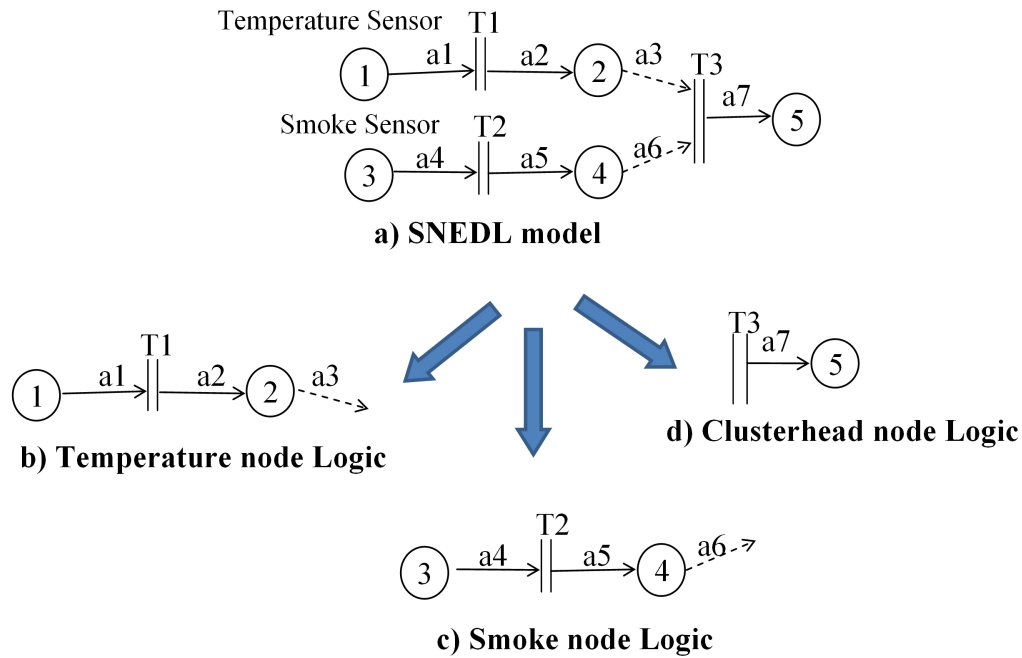 Temperature Sensor T1
a1 a2 a3 T3
1 2 a7
5
Smoke Sensor T2
a4 a5 a6
3 4
a) SNEDL model
T1
a1 a2 a3
1 2
b) Temperature node Logic
T3
a7
5
d) Clusterhead node Logic
T2
a4 a5 a6
3 4
c) Smoke node Logic